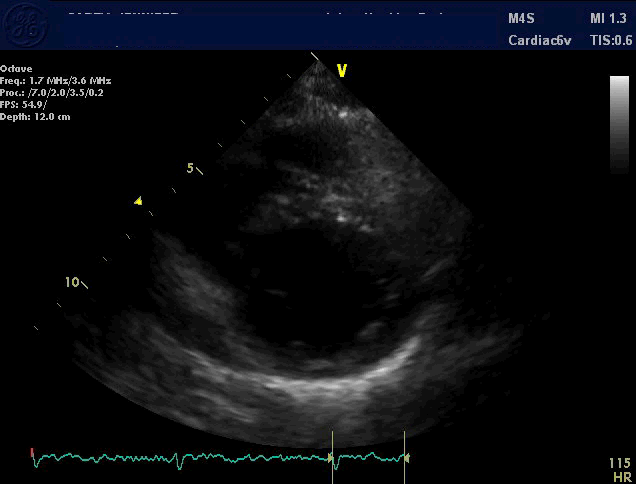 M4S
MI 1.3
Cardiac6v
TIS:0.6
Octave
Freq.: 1.7 MHz/3.6 MHz
Proc.: /7.0/2.0/3.5/0.2
FPS: 54.9/
Depth: 12.0 cm
V
5
4
10
115
HR